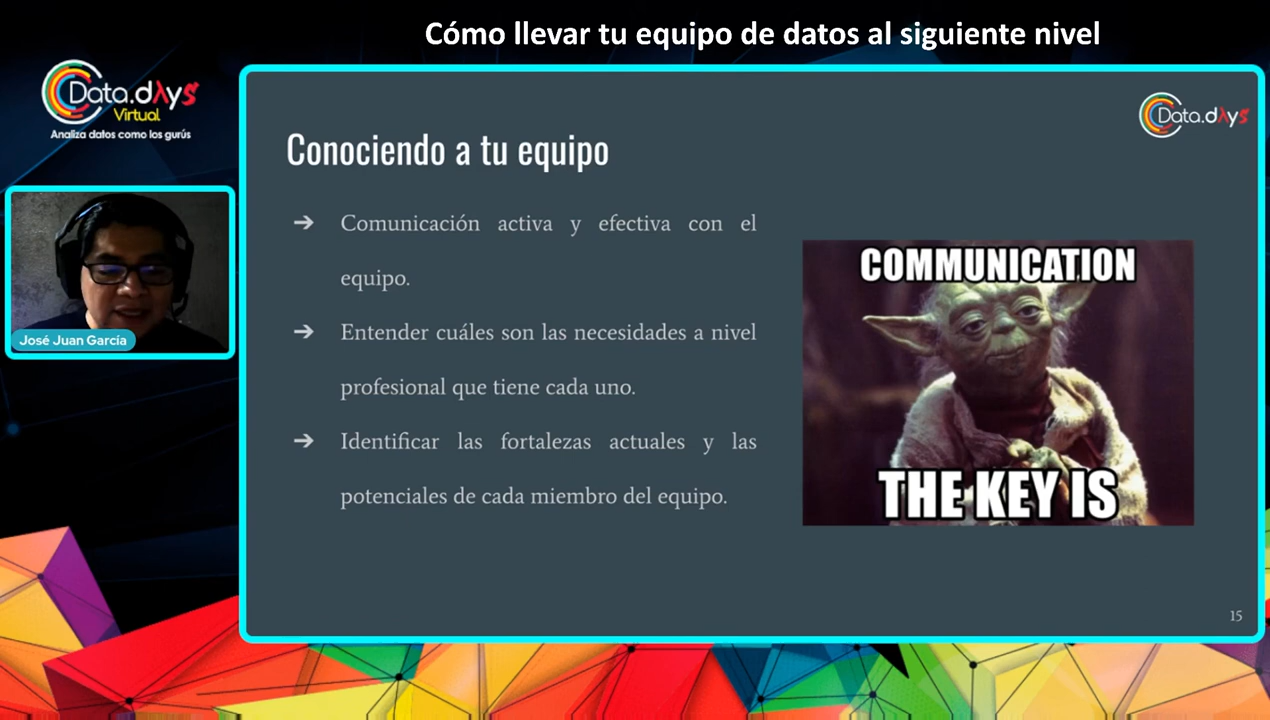 Cómo llevar tu equipo de datos al siguiente nivel
Data.dAys
Virtual
Analiza datos como los gurús
José Juan García
Data.dAys
Conociendo a tu equipo
➔ Comunicación activa y efectiva con el
equipo.
➔ Entender cuáles son las necesidades a nivel
profesional que tiene cada uno.
➔ Identificar las fortalezas actuales y las
potenciales de cada miembro del equipo.
COMMUNICATION
THE KEY IS
15